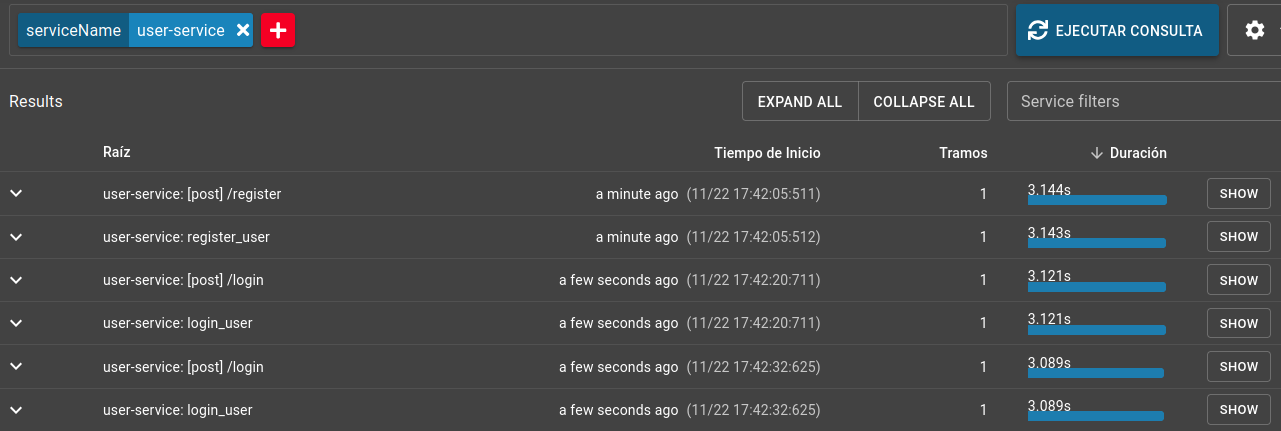 serviceName user-service EJECUTAR CONSULTA
Results EXPAND ALL COLLAPSE ALL Service filters
Raíz Tiempo de Inicio Tramos Duración
user-service: [post] /register a minute ago (11/22 17:42:05:511) 1 3.144s SHOW
user-service: register_user a minute ago (11/22 17:42:05:512) 1 3.143s SHOW
user-service: [post] /login a few seconds ago (11/22 17:42:20:711) 1 3.121s SHOW
user-service: login_user a few seconds ago (11/22 17:42:20:711) 1 3.121s SHOW
user-service: [post] /login a few seconds ago (11/22 17:42:32:625) 1 3.089s SHOW
user-service: login_user a few seconds ago (11/22 17:42:32:625) 1 3.089s SHOW